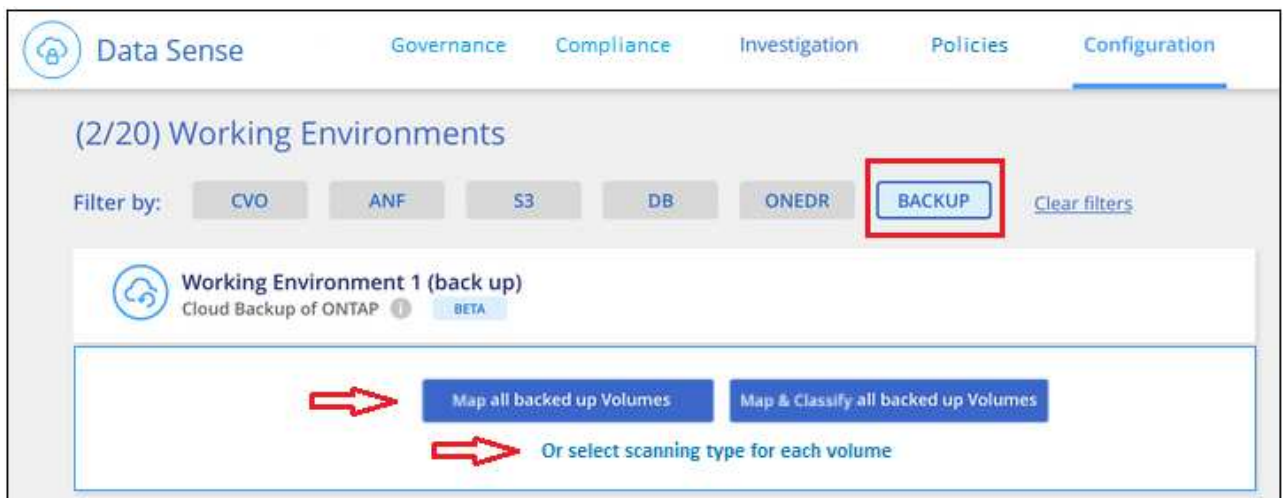 Data Sense Governance Compliance Investigation Policies Configuration
(2/20) Working Environments
Filter by: CVO ANF S3 DB ONEDR BACKUP Clear filters
Working Environment 1 (back up)
Cloud Backup of ONTAP i BETA
Map all backed up Volumes Map & Classify all backed up Volumes
Or select scanning type for each volume